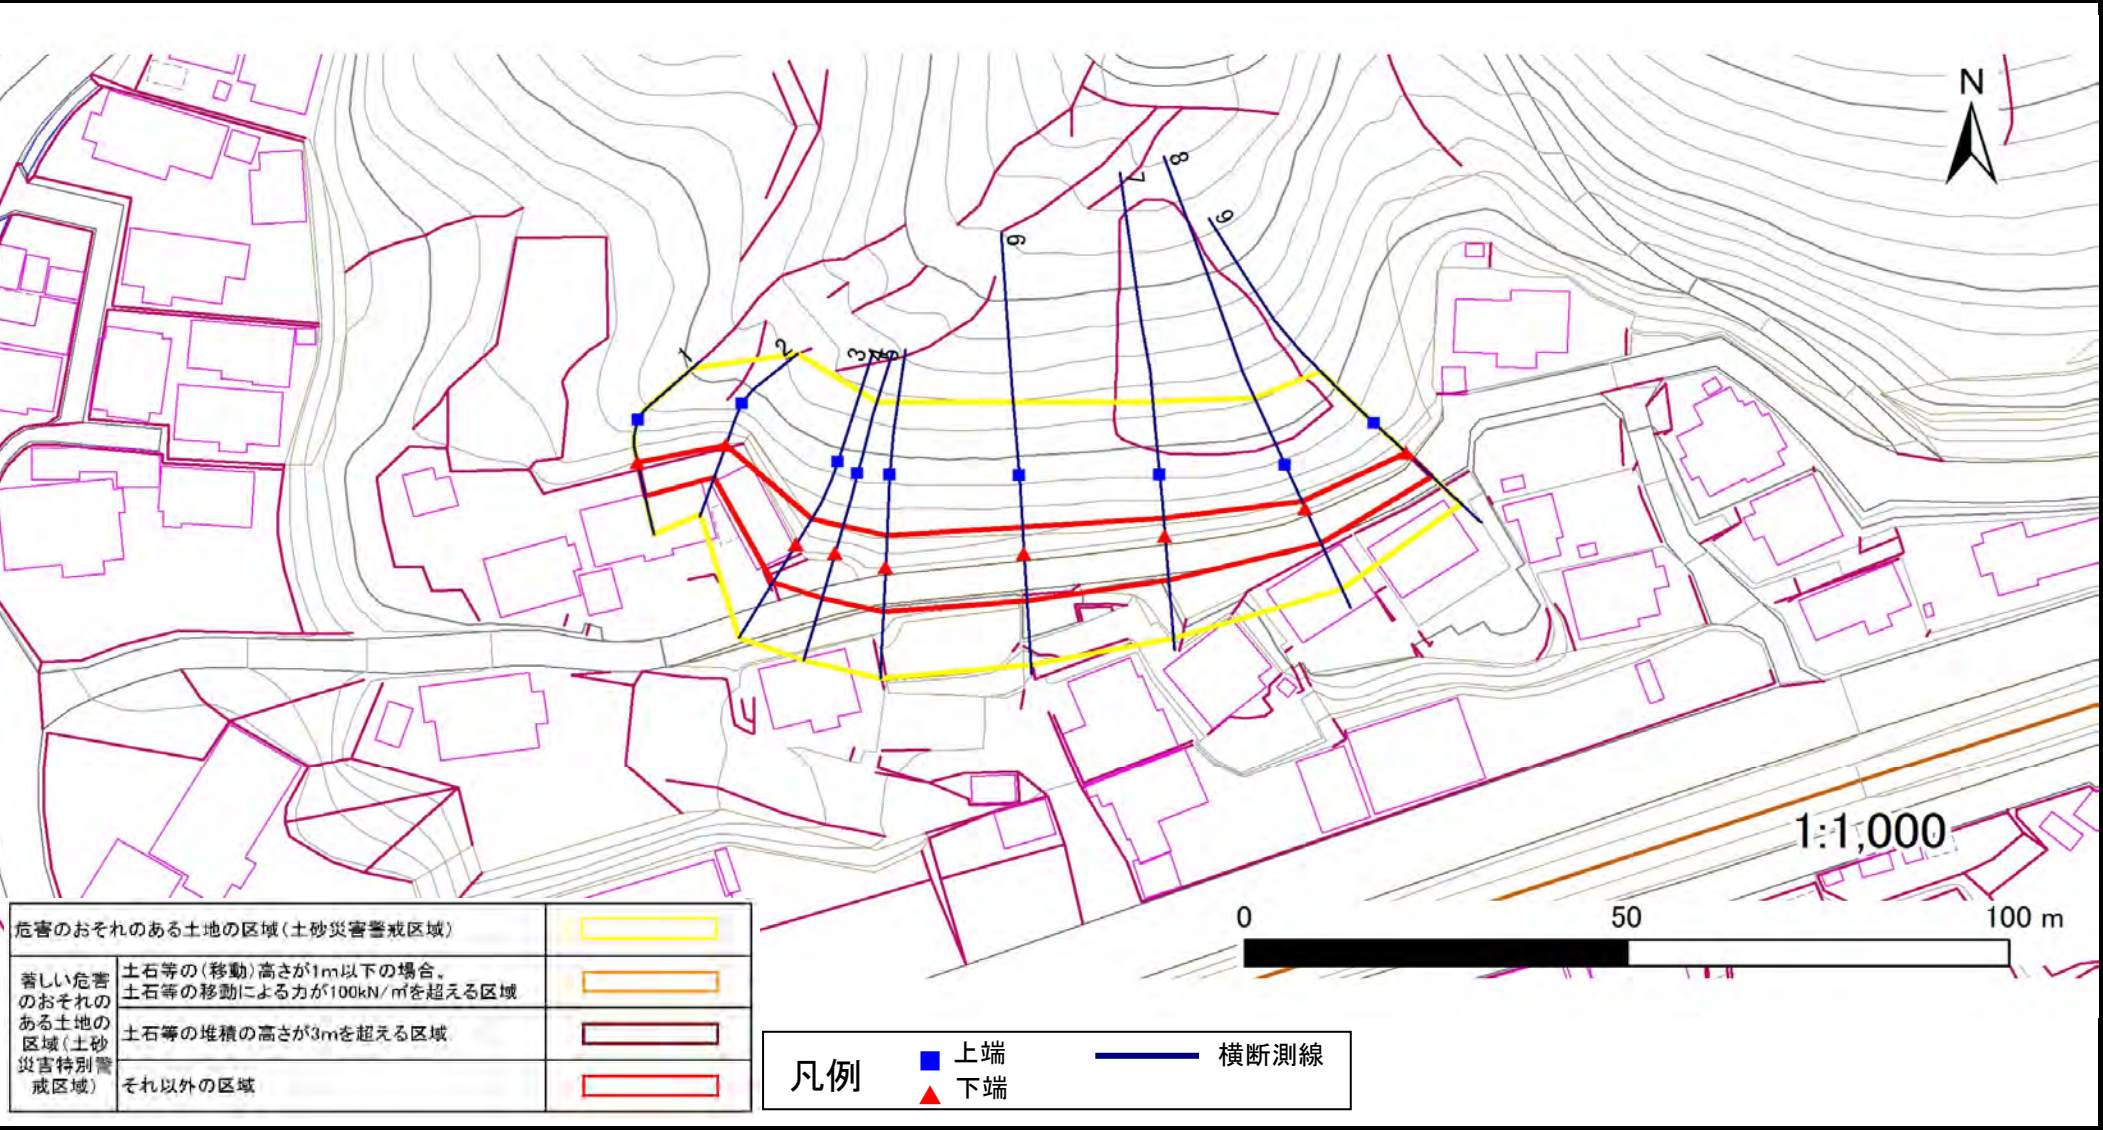 N
1
2
3
4
5
6
7
8
9
1:1,000
0 50 100 m
危害のおそれのある土地の区域(土砂災害警戒区域)
著しい危害
のおそれの
ある土地の
区域(土砂
災害特別警
戒区域)
土石等の(移動)高さが1m以下の場合、
土石等の移動による力が100kN/㎡を超える区域
土石等の堆積の高さが3mを超える区域
それ以外の区域
凡例
上端
下端
横断測線